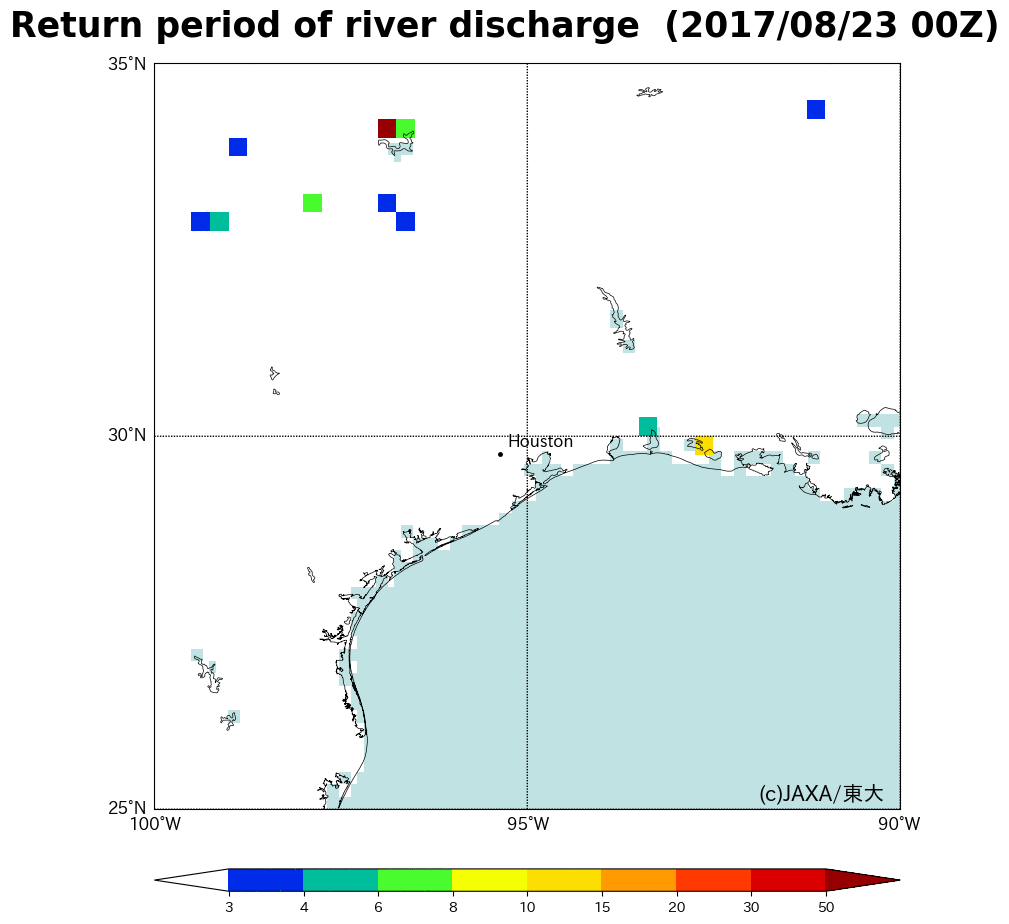 Return period of river discharge (2017/08/23 00Z)
35°N
30°N
Houston
25°N
(c)JAXA/東大
100°W 95°W 90°W
3 4 6 8 10 15 20 30 50